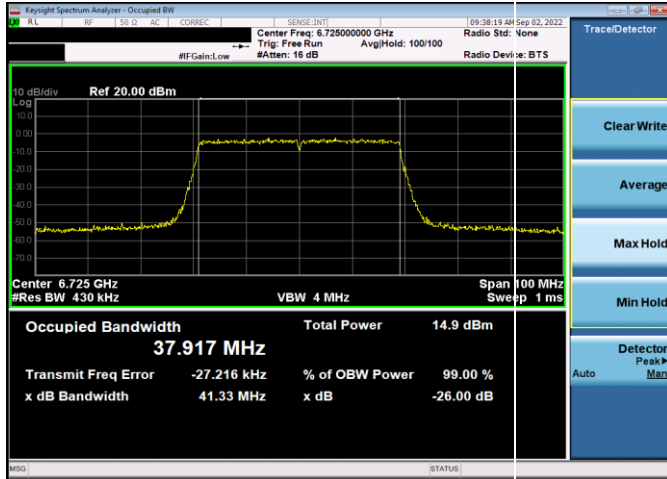 Keysight Spectrum Analyzer - Occupied BW
RL RF 50 Ω AC CORREC SENSE:INT 09:38:19 AM Sep 02, 2022
Center Freq: 6.725000000 GHz Radio Std: None
Trig: Free Run Avg|Hold: 100/100
#IFGain:Low #Atten: 16 dB Radio Device: BTS
Trace/Detector
10 dB/div Ref 20.00 dBm
Log
10.0
0.00
-10.0
-20.0
-30.0
-40.0
-50.0
-60.0
-70.0
Center 6.725 GHz Span 100 MHz
#Res BW 430 kHz VBW 4 MHz Sweep 1 ms
Occupied Bandwidth Total Power 14.9 dBm
37.917 MHz
Transmit Freq Error -27.216 kHz % of OBW Power 99.00 %
x dB Bandwidth 41.33 MHz x dB -26.00 dB
Clear Write
Average
Max Hold
Min Hold
Detector
Peak
Auto Man
MSG STATUS